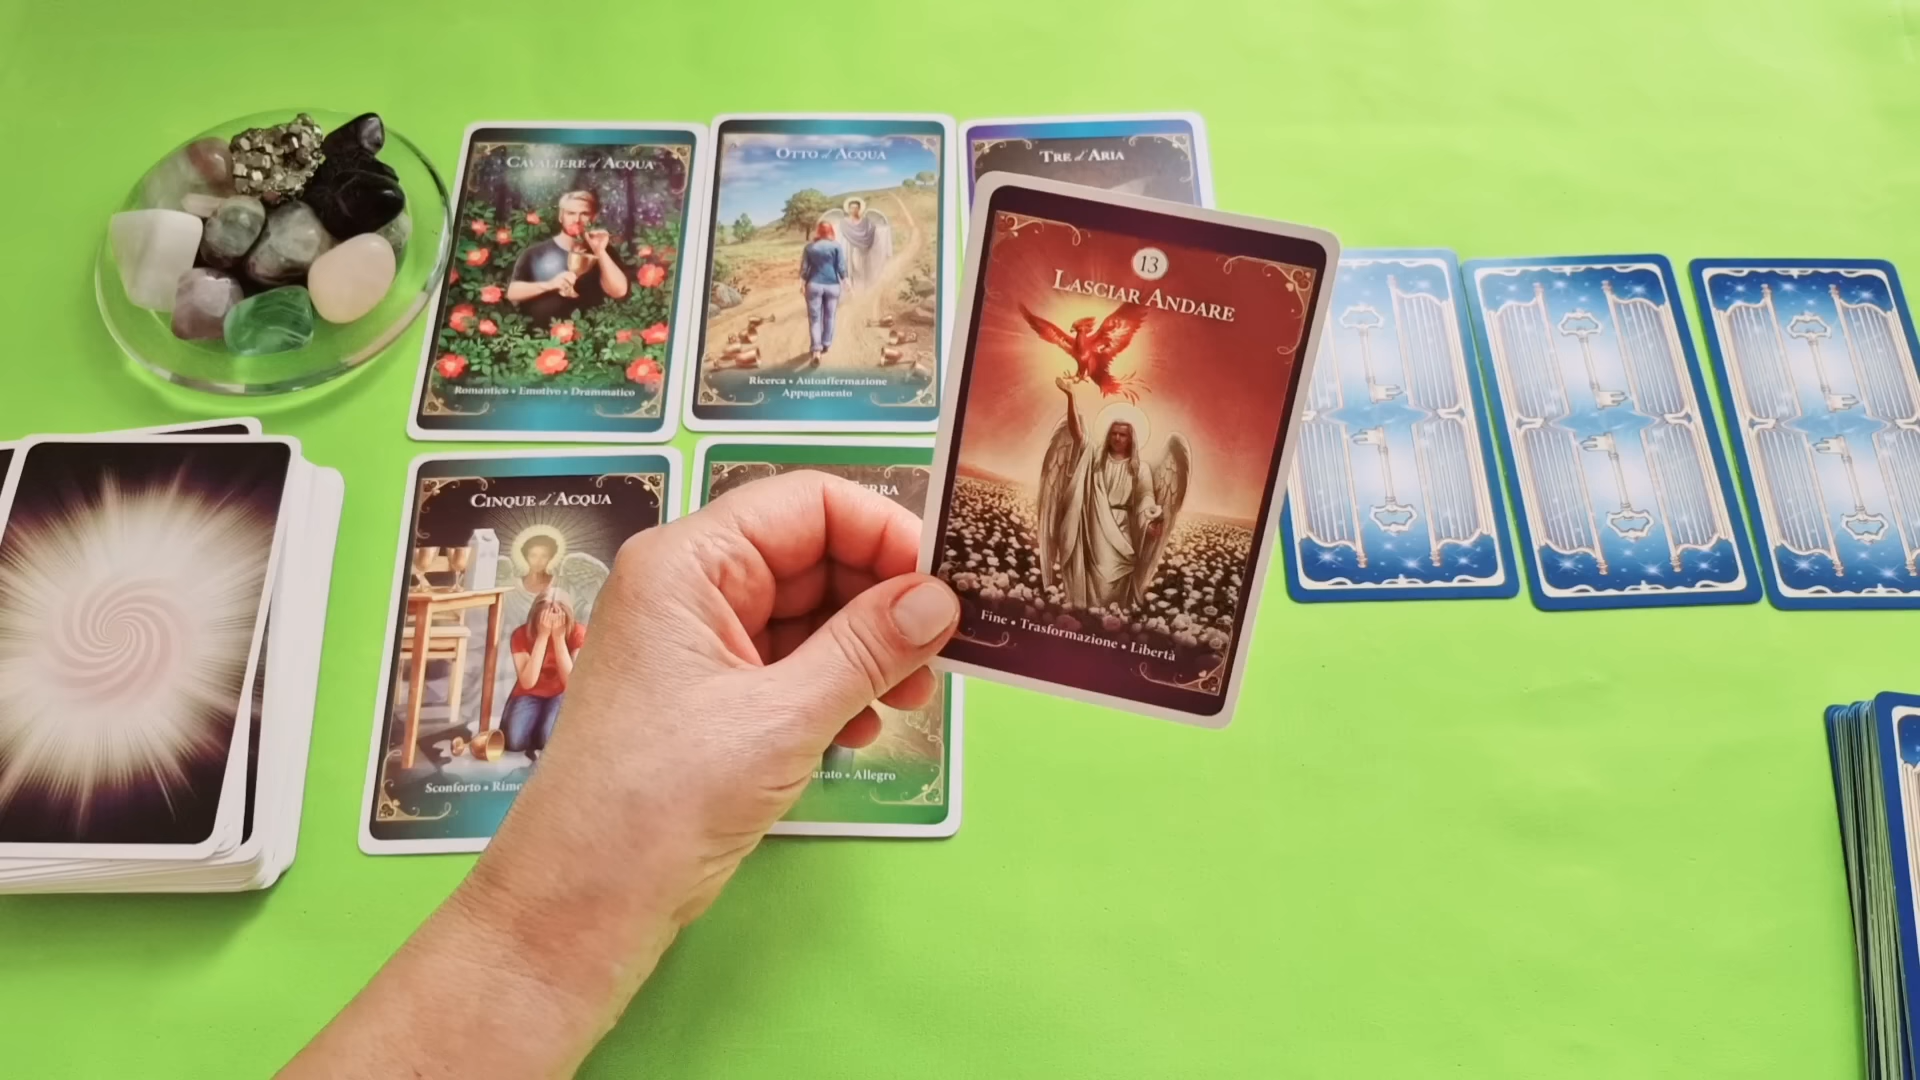 Cavaliere d'Acqua
Romantico • Emotivo • Drammatico
Otto d'Acqua
Ricerca • Autoaffermazione
Appagamento
Tre d'Aria
13
Lasciar Andare
Fine • Trasformazione • Libertà
Cinque d'Acqua
Sconforto
Allegro